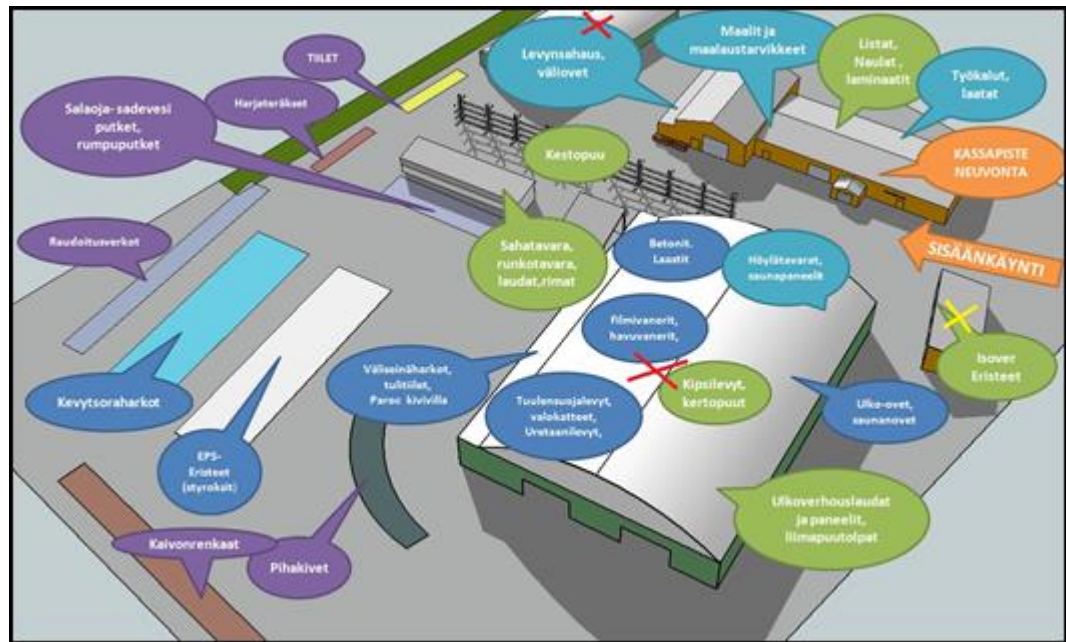 TIILET
Levynsahaus,
väliovet
Maalit ja
maalaustarvikkeet
Listat,
Naulat ,
laminaatit
Työkalut,
laatat
Salaoja- sadevesi
putket,
rumpuputket
Harjateräkset
Kestopuu
KASSAPISTE
NEUVONTA
Raudoitusverkot
Sahatavara,
runkotavara,
laudat,rimat
Betonit.
Laastit
Höylätavarat,
saunapaneelit
SISÄÄNKÄYNTI
Filmivanerit,
havuvanerit,
Isover
Eristeet
Kevytsoraharkot
Väliseinäharkot,
tulitiilet,
Paroc kivivilla
Tuulensuojalevyt,
valokatteet,
Uretaanilevyt,
Kipsilevyt,
kertopuut
Ulko-ovet,
saunanovet
EPS-
Eristeet
(styroksit)
Ulkoverhouslaudat
ja paneelit,
liimapuutolpat
Kaivonrenkaat
Pihakivet